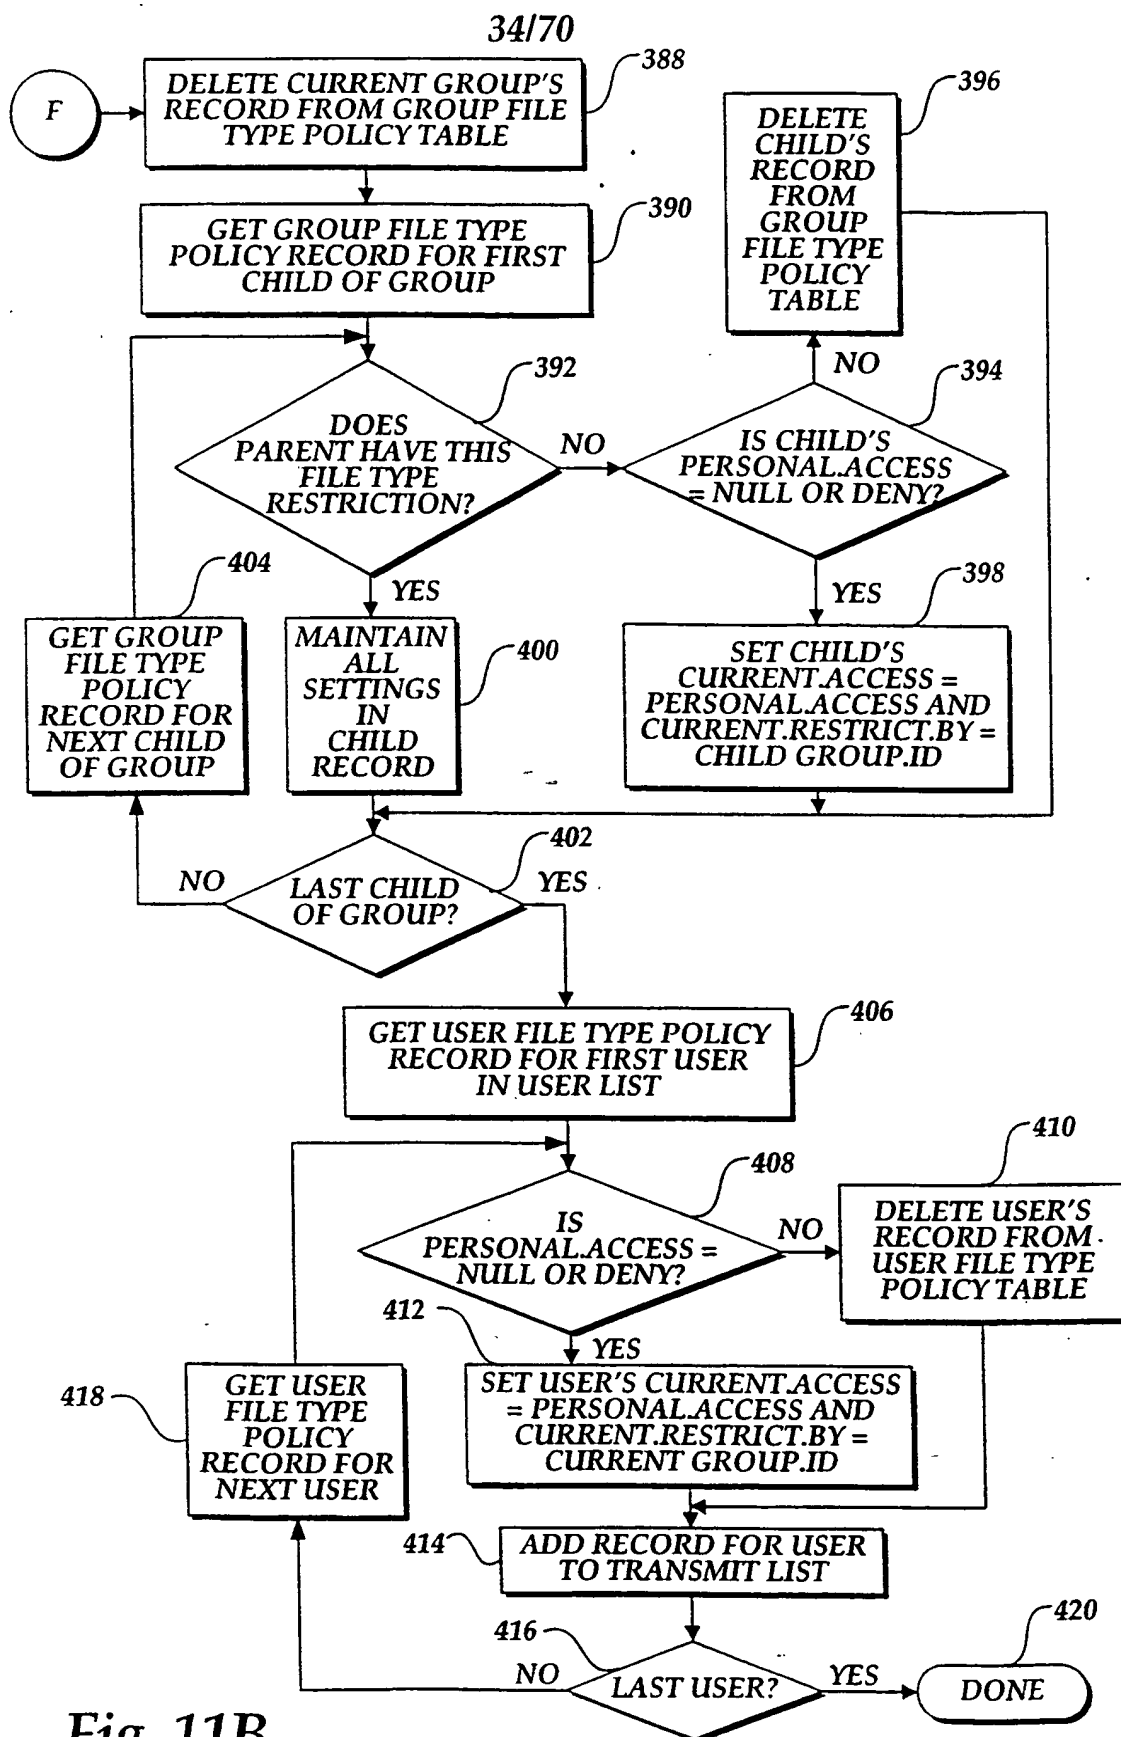 34/70
F
DELETE CURRENT GROUP'S
RECORD FROM GROUP FILE
TYPE POLICY TABLE
388
GET GROUP FILE TYPE
POLICY RECORD FOR FIRST
CHILD OF GROUP
390
DELETE
CHILD'S
RECORD
FROM
GROUP
FILE TYPE
POLICY
TABLE
396
DOES
PARENT HAVE THIS
FILE TYPE
RESTRICTION?
392
NO
NO
IS CHILD'S
PERSONAL.ACCESS
= NULL OR DENY?
394
YES
YES
GET GROUP
FILE TYPE
POLICY
RECORD FOR
NEXT CHILD
OF GROUP
404
MAINTAIN
ALL
SETTINGS
IN
CHILD
RECORD
400
SET CHILD'S
CURRENT.ACCESS =
PERSONAL.ACCESS AND
CURRENT.RESTRICT.BY =
CHILD GROUP.ID
398
LAST CHILD
OF GROUP?
402
NO
YES
GET USER FILE TYPE POLICY
RECORD FOR FIRST USER
IN USER LIST
406
IS
PERSONAL.ACCESS =
NULL OR DENY?
408
NO
DELETE USER'S
RECORD FROM
USER FILE TYPE
POLICY TABLE
410
412
YES
SET USER'S CURRENT.ACCESS
= PERSONAL.ACCESS AND
CURRENT.RESTRICT.BY =
CURRENT GROUP.ID
418
GET USER
FILE TYPE
POLICY
RECORD FOR
NEXT USER
414
ADD RECORD FOR USER
TO TRANSMIT LIST
416
LAST USER?
NO
YES
420
DONE
Fig. 11B